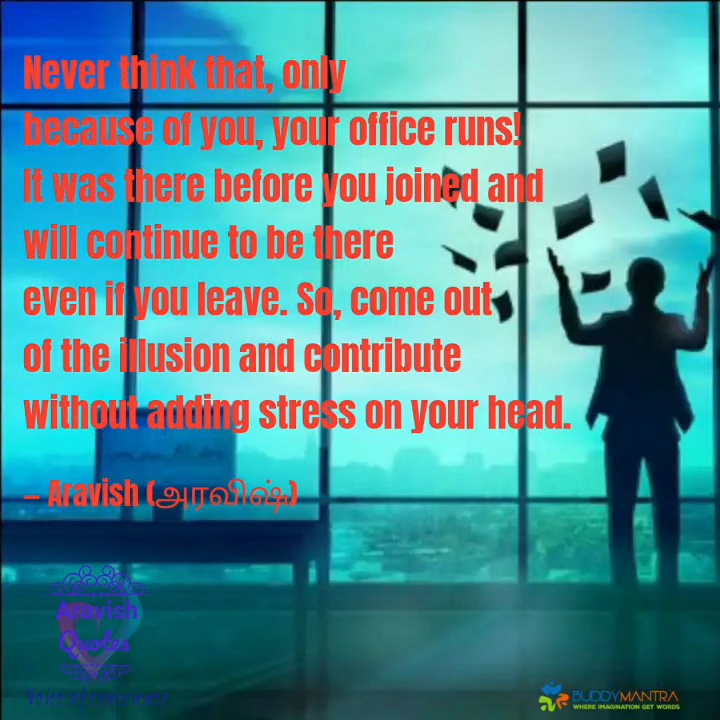 Never think that, only
because of you, your office runs!
It was there before you joined and
will continue to be there
even if you leave. So, come out
of the illusion and contribute
without adding stress on your head.
– Aravish (அரவிஷ்)
Aravish
Quotes
BUDDYMANTRA
WHERE IMAGINATION GET WORDS